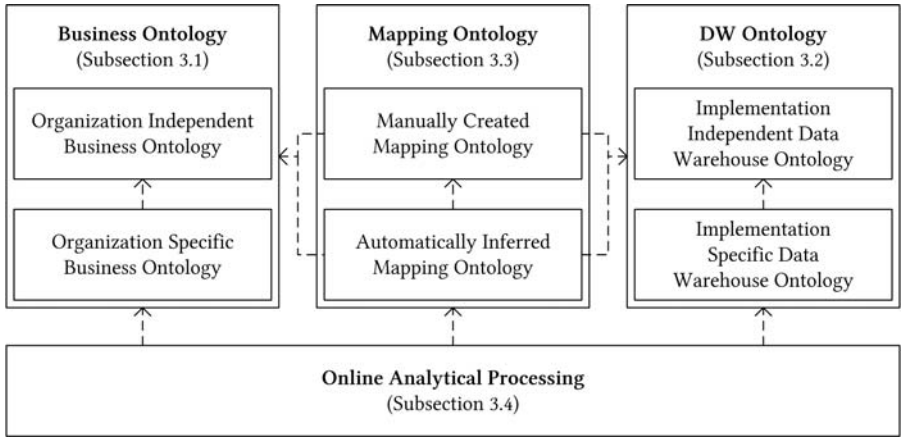 Business Ontology
(Subsection 3.1)
Organization Independent
Business Ontology
Organization Specific
Business Ontology
Mapping Ontology
(Subsection 3.3)
Manually Created
Mapping Ontology
Automatically Inferred
Mapping Ontology
DW Ontology
(Subsection 3.2)
Implementation
Independent Data
Warehouse Ontology
Implementation
Specific Data
Warehouse Ontology
Online Analytical Processing
(Subsection 3.4)